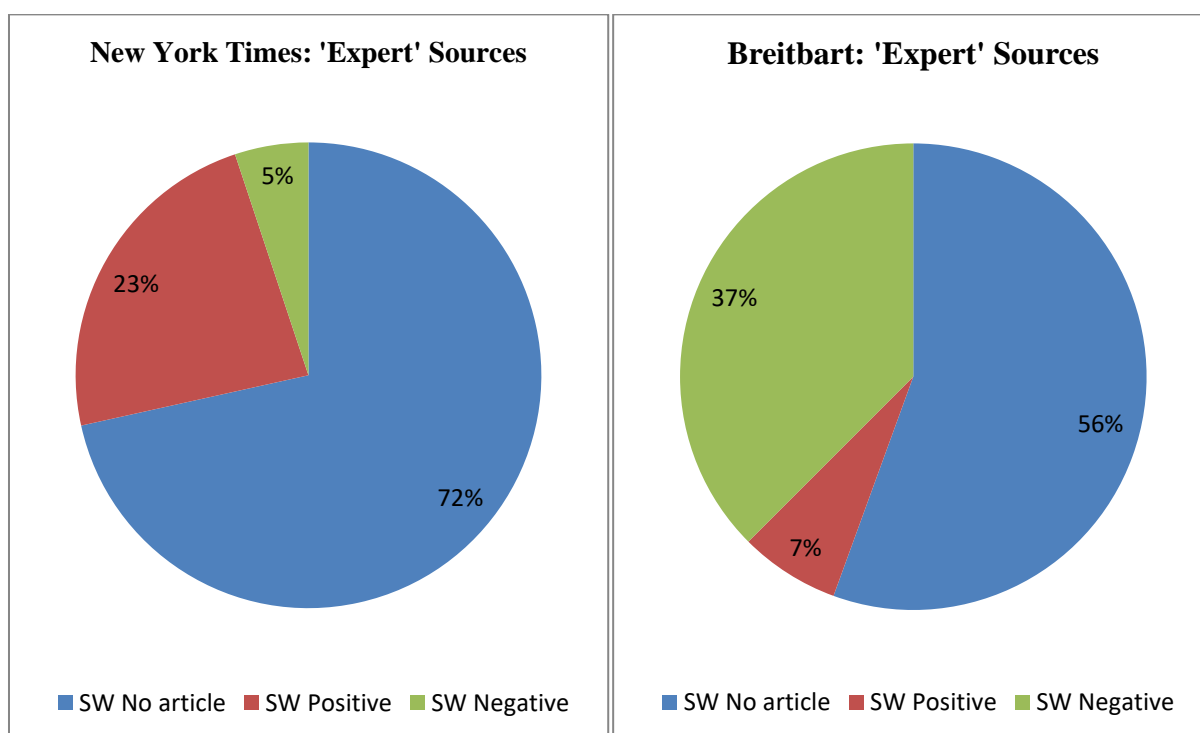 New York Times: 'Expert' Sources
5%
23%
72%
SW No article SW Positive SW Negative
Breitbart: 'Expert' Sources
37%
56%
7%
SW No article SW Positive SW Negative